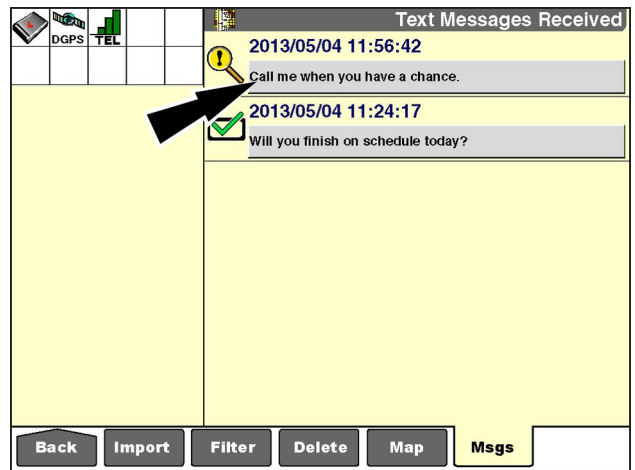 DGPS
TEL
Text Messages Received
2013/05/04 11:56:42
Call me when you have a chance.
2013/05/04 11:24:17
Will you finish on schedule today?
Back Import Filter Delete Map Msgs